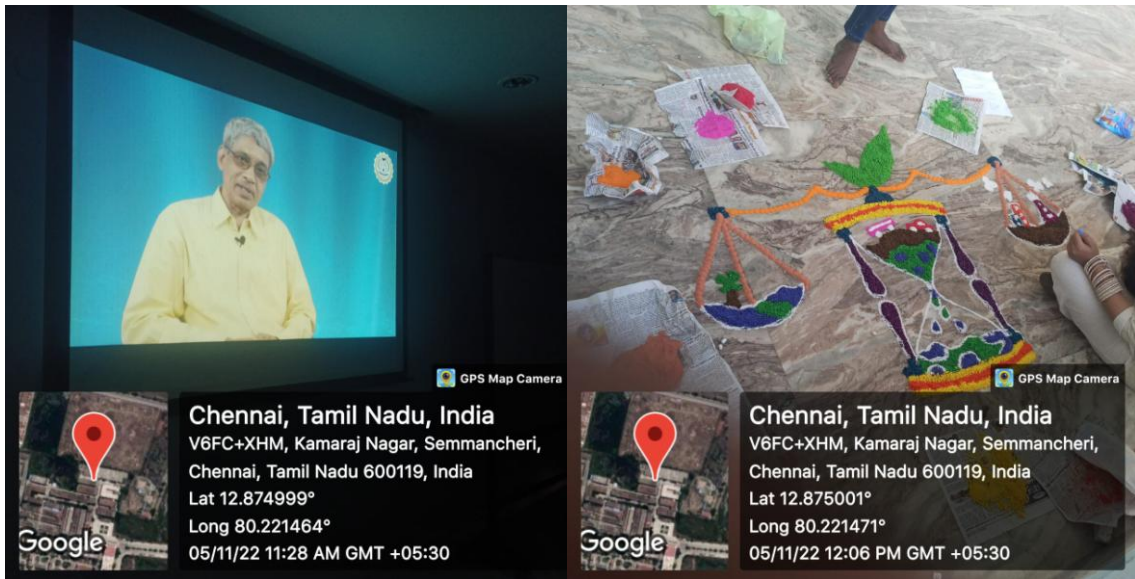 GPS Map Camera
Chennai, Tamil Nadu, India
V6FC+XHM, Kamaraj Nagar, Semmancheri,
Chennai, Tamil Nadu 600119, India
Lat 12.874999°
Long 80.221464°
05/11/22 11:28 AM GMT +05:30
Google
GPS Map Camera
Chennai, Tamil Nadu, India
V6FC+XHM, Kamaraj Nagar, Semmancheri,
Chennai, Tamil Nadu 600119, India
Lat 12.875001°
Long 80.221471°
05/11/22 12:06 PM GMT +05:30
Google